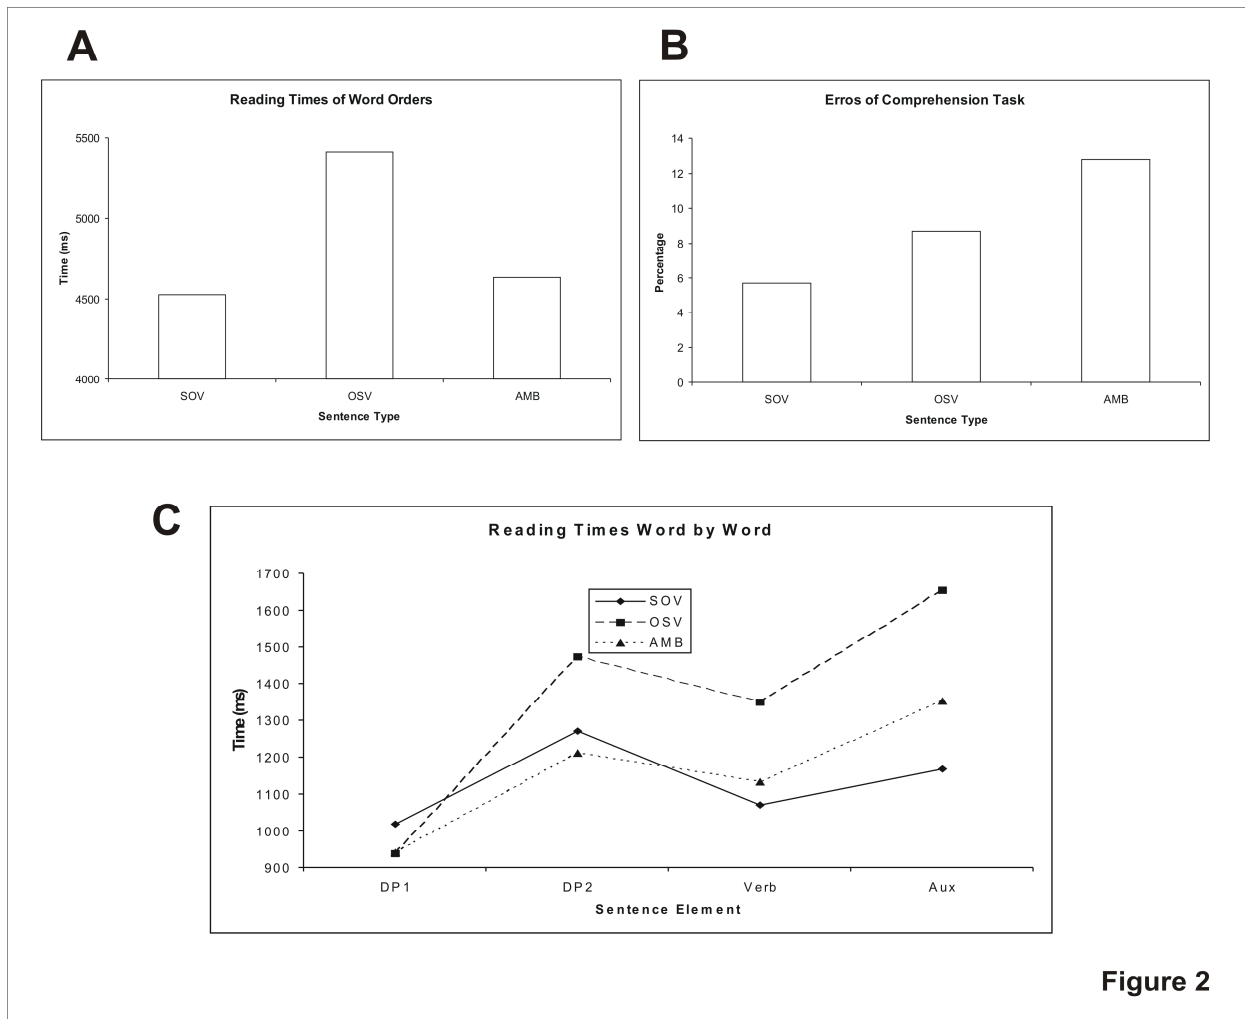 A
Reading Times of Word Orders
5500
5000
4500
4000
Time (ms)
SOV OSV AMB
Sentence Type
B
Erros of Comprehension Task
14
12
10
8
6
4
2
0
Percentage
SOV OSV AMB
Sentence Type
C
Reading Times Word by Word
1700
1600
1500
1400
1300
1200
1100
1000
900
Time (ms)
SOV
OSV
AMB
DP1 DP2 Verb Aux
Sentence Element
Figure 2